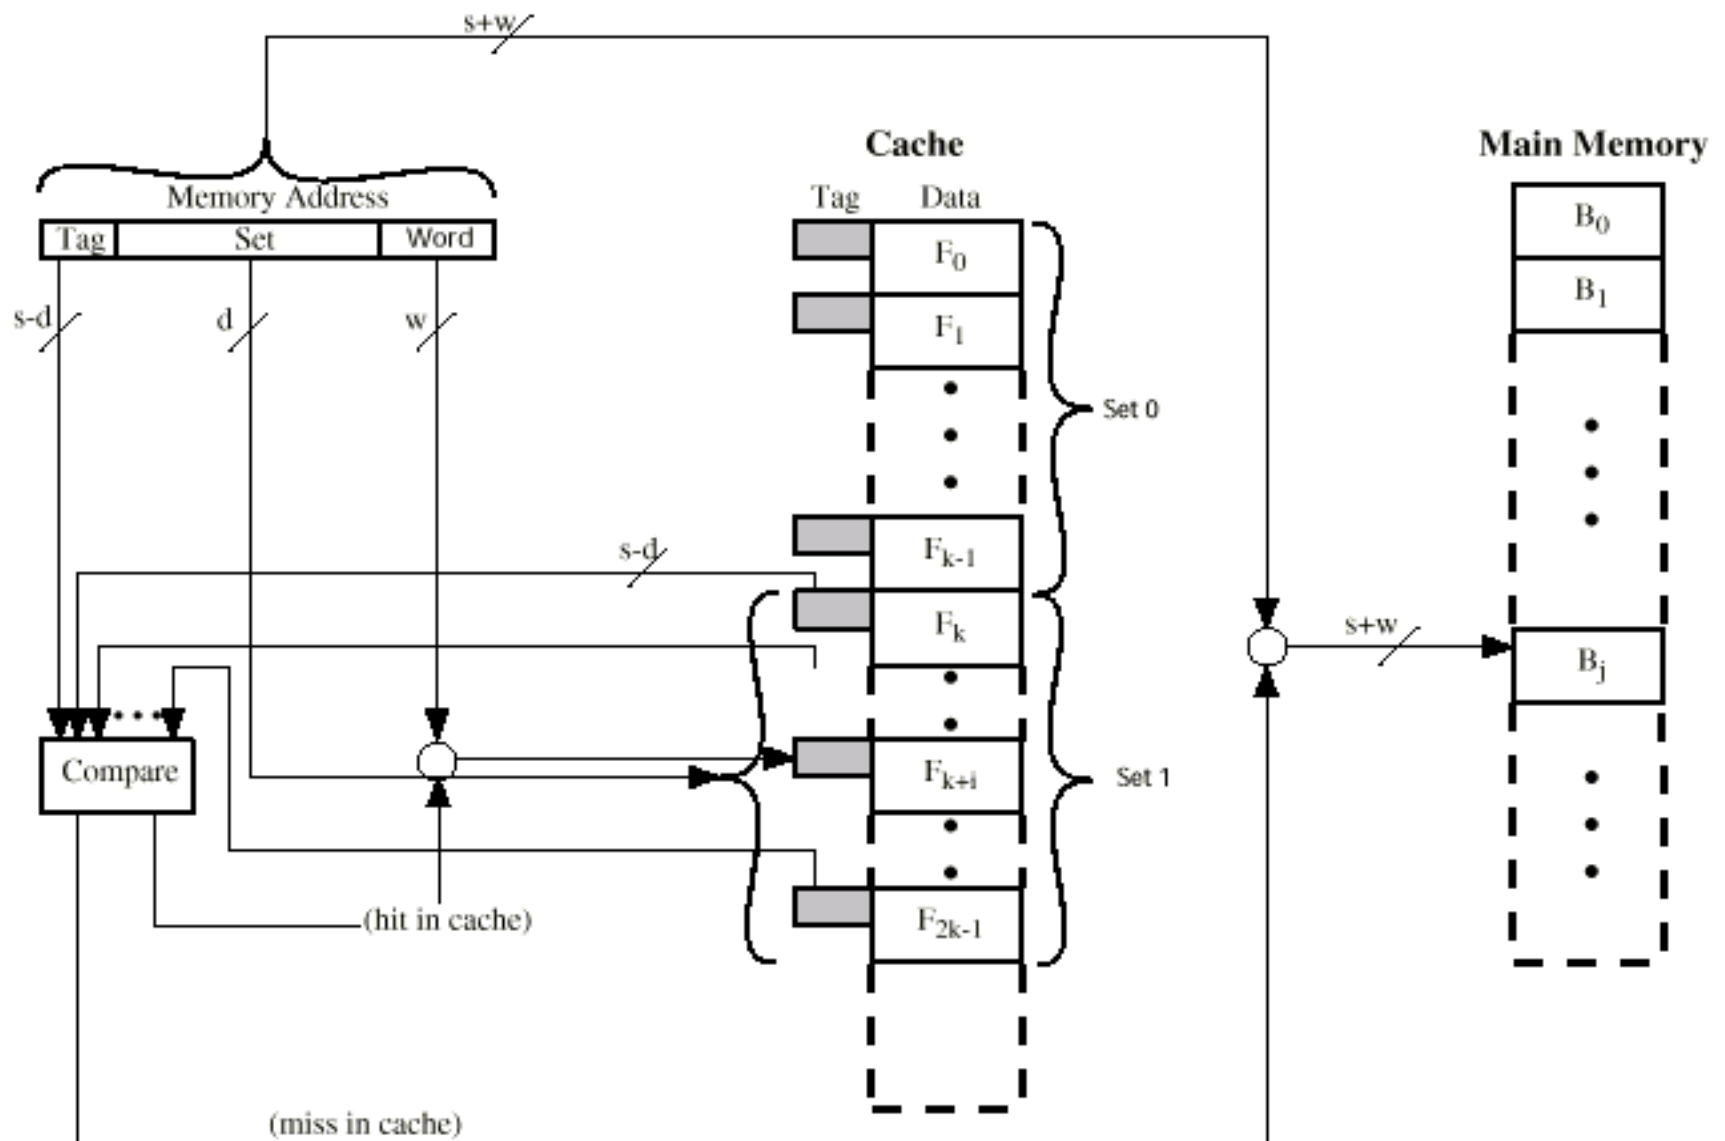 s+w
Cache
Main Memory
Memory Address
Tag Data
Tag Set Word
F0
B0
B1
s-d d w
F1
Set 0
s-d
Fk-1
Fk
s+w
Bj
Compare
Fk+i
Set 1
(hit in cache)
F2k-1
(miss in cache)